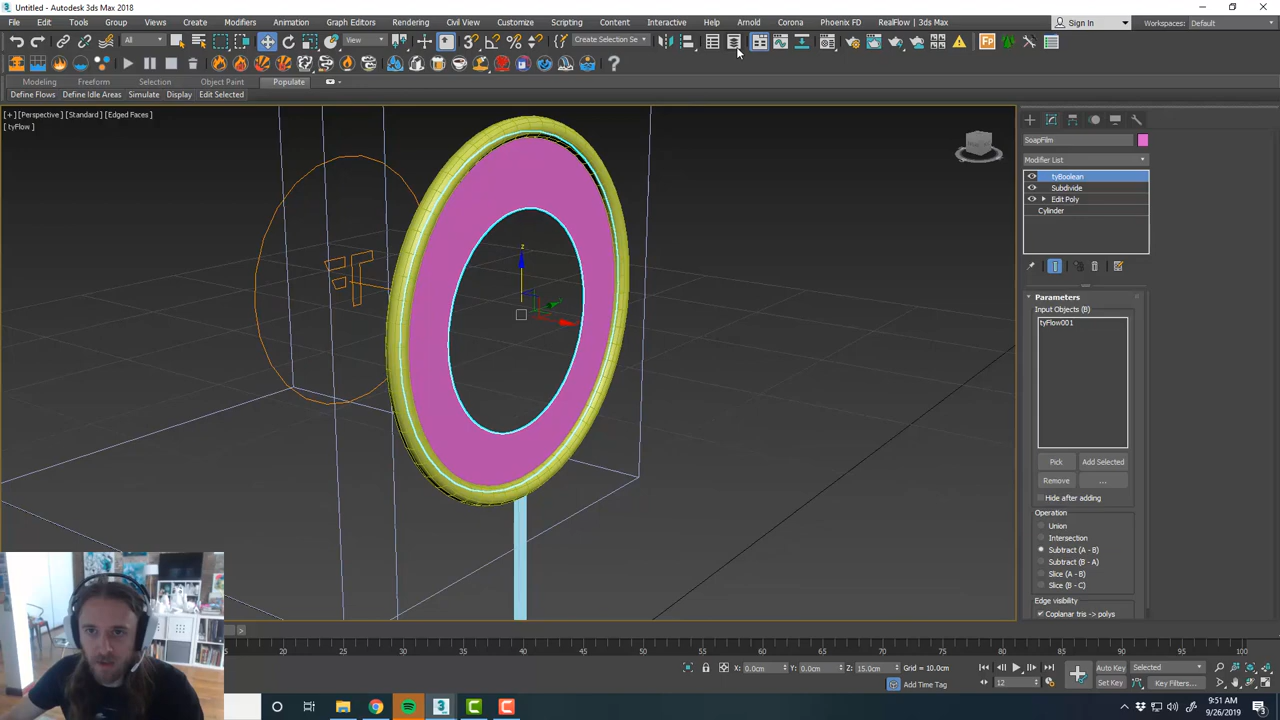 Untitled - Autodesk 3ds Max 2018
File Edit Tools Group Views Create Modifiers Animation Graph Editors Rendering Civil View Customize Scripting Content Interactive Help Arnold Corona Phoenix FD RealFlow | 3ds Max Sign In Workspaces: Default
All View Create Selection Se
Modeling Freeform Selection Object Paint Populate
Define Flows Define Idle Areas Simulate Display Edit Selected
[+] [Perspective] [Standard] [Edged Faces]
[tyFlow]
SoapFilm
Modifier List
tyBoolean
Subdivide
Edit Poly
Cylinder
Parameters
Input Objects (B)
tyFlow001
Pick Add Selected
Remove ...
Hide after adding
Operation
Union
Intersection
Subtract (A - B)
Subtract (B - A)
Slice (A - B)
Slice (B - C)
Edge visibility
Coplanar tris -> polys
z
20 25 30 35 40 45 50 55 60 65 70 75 80 85 90 95 100
X: 0.0cm Y: 0.0cm Z: 15.0cm Grid = 10.0cm
Auto Key Selected
Add Time Tag 12 Set Key Key Filters...
9:51 AM
9/26/2019